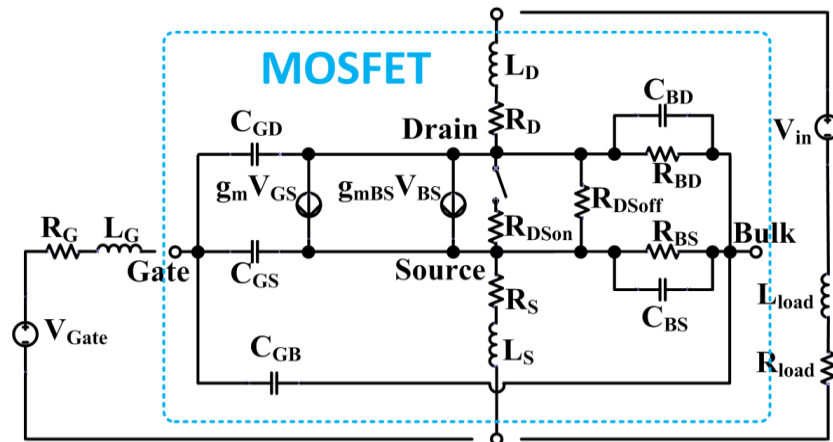 MOSFET
L_D
C_BD
C_GD
Drain
R_D
V_in
g_mV_GS
g_mBSV_BS
R_BD
R_DSoff
R_G
L_G
R_DSon
R_BS
Bulk
Gate
C_GS
Source
R_S
C_BS
L_load
V_Gate
C_GB
L_S
R_load